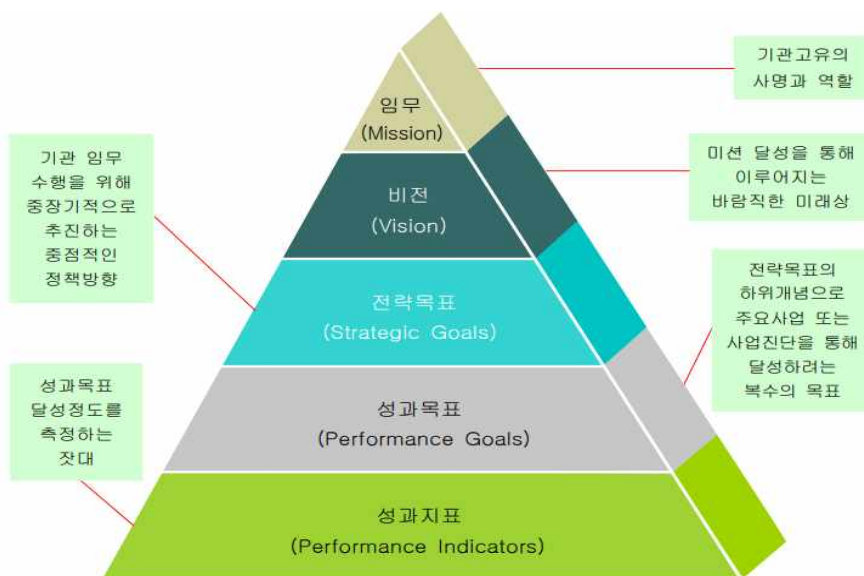 임무
(Mission)
비전
(Vision)
전략목표
(Strategic Goals)
성과목표
(Performance Goals)
성과지표
(Performance Indicators)
기관고유의
사명과 역할
미션 달성을 통해
이루어지는
바람직한 미래상
기관 임무
수행을 위해
중장기적으로
추진하는
중점적인
정책방향
전략목표의
하위개념으로
주요사업 또는
사업진단을 통해
달성하려는
복수의 목표
성과목표
달성정도를
측정하는
잣대